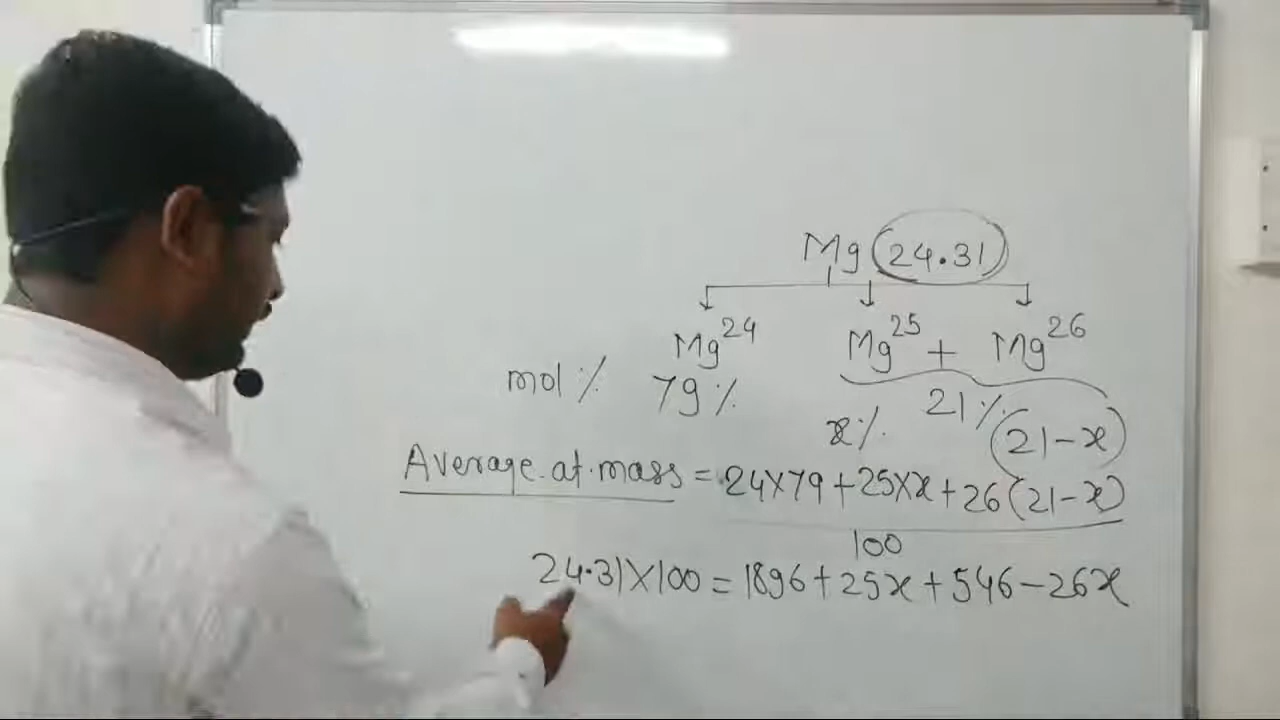 Mg (24.31)
Mg²⁴ Mg²⁵ + Mg²⁶
mol % 79% 21%
x% (21-x)
Average.at.mass = 24×79+25×x+26(21-x)
100
24.31×100 = 1896+25x+546-26x